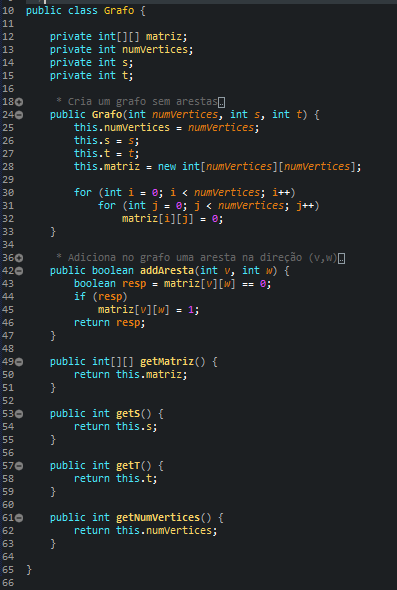 10 public class Grafo {
11
12 private int[][] matriz;
13 private int numVertices;
14 private int s;
15 private int t;
16
18 * Cria um grafo sem arestas.
24 public Grafo(int numVertices, int s, int t) {
25 this.numVertices = numVertices;
26 this.s = s;
27 this.t = t;
28 this.matriz = new int[numVertices][numVertices];
29
30 for (int i = 0; i < numVertices; i++)
31 for (int j = 0; j < numVertices; j++)
32 matriz[i][j] = 0;
33 }
34
36 * Adiciona no grafo uma aresta na direção (v,w).
42 public boolean addAresta(int v, int w) {
43 boolean resp = matriz[v][w] == 0;
44 if (resp)
45 matriz[v][w] = 1;
46 return resp;
47 }
48
49 public int[][] getMatriz() {
50 return this.matriz;
51 }
52
53 public int getS() {
54 return this.s;
55 }
56
57 public int getT() {
58 return this.t;
59 }
60
61 public int getNumVertices() {
62 return this.numVertices;
63 }
64
65 }
66